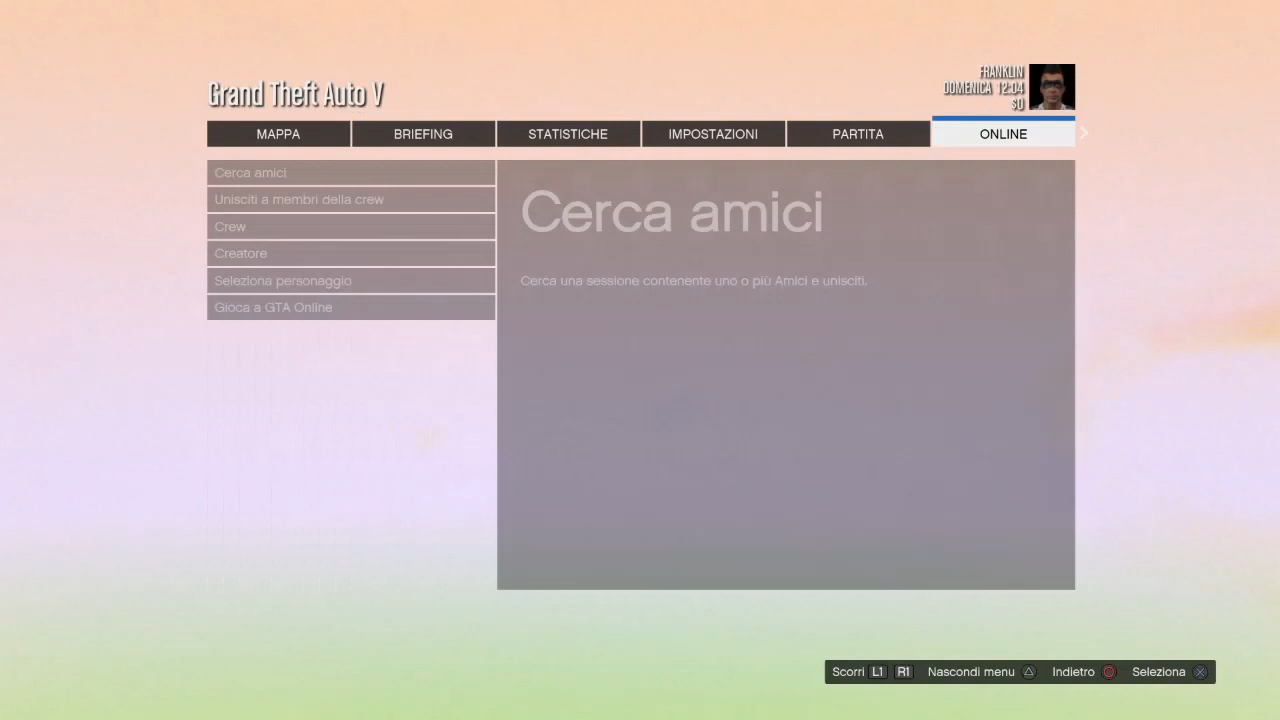 Grand Theft Auto V
FRANKLIN
DOMENICA 12:04
$0
MAPPA
BRIEFING
STATISTICHE
IMPOSTAZIONI
PARTITA
ONLINE
Cerca amici
Unisciti a membri della crew
Crew
Creatore
Seleziona personaggio
Gioca a GTA Online
Cerca amici
Cerca una sessione contenente uno o più Amici e unisciti.
Scorri L1 R1 Nascondi menu Indietro Seleziona